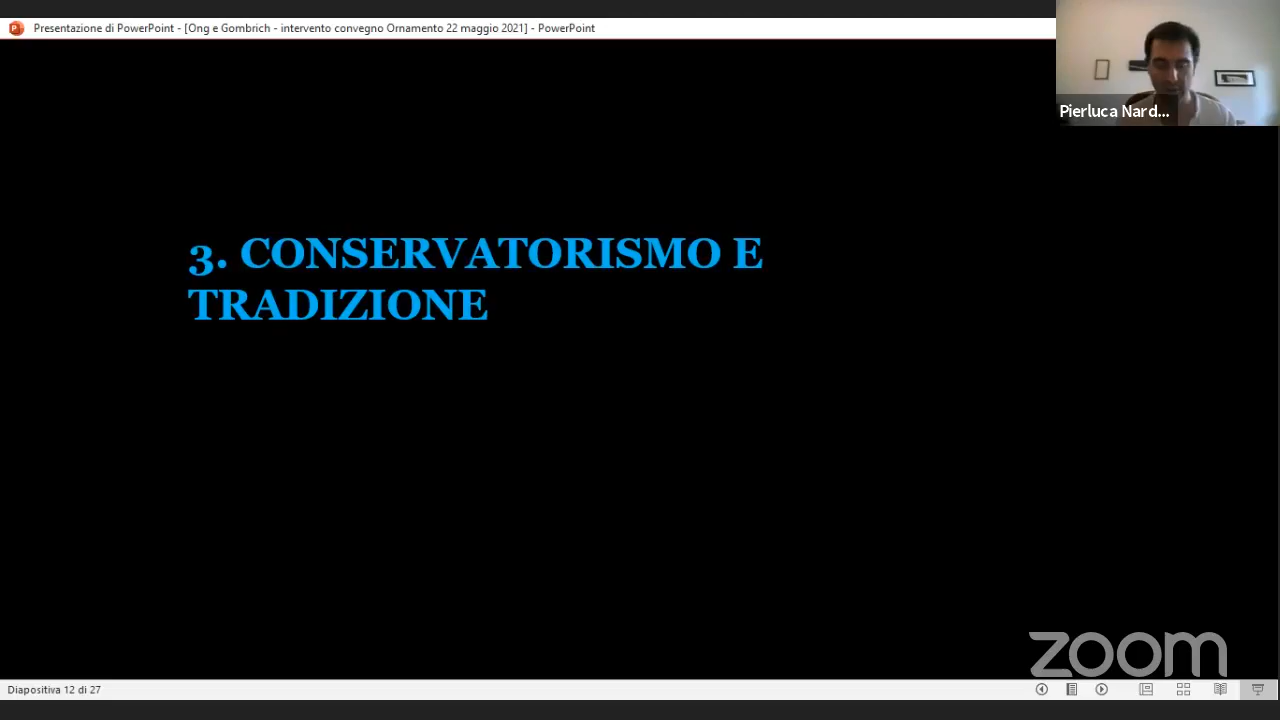 Presentazione di PowerPoint - [Ong e Gombrich - intervento convegno Ornamento 22 maggio 2021] - PowerPoint
Pierluca Nard...
3. CONSERVATORISMO E
TRADIZIONE
zoom
Diapositiva 12 di 27